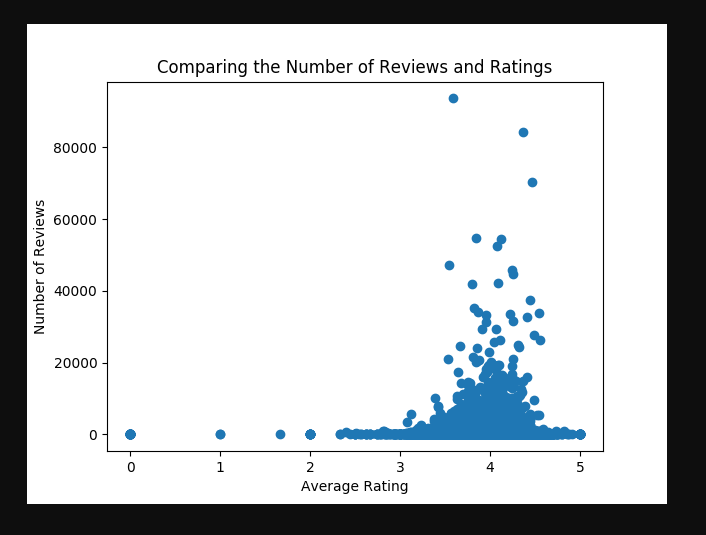 Comparing the Number of Reviews and Ratings
80000
60000
40000
20000
0
Number of Reviews
0 1 2 3 4 5
Average Rating